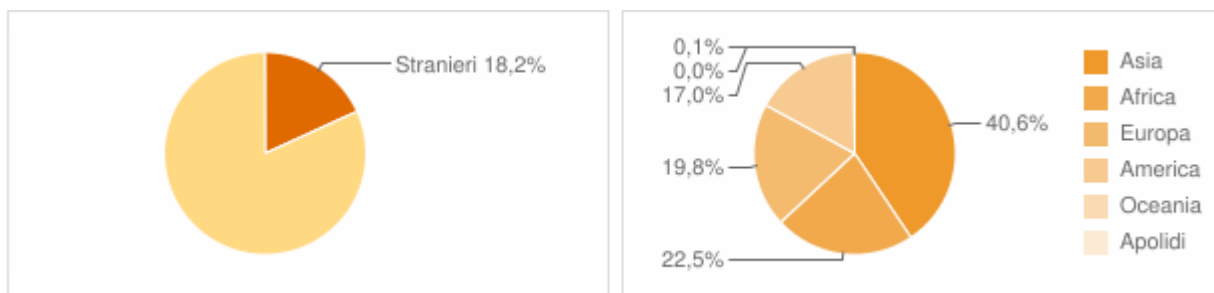 Stranieri 18,2%
0,1%
0,0%
17,0%
19,8%
22,5%
40,6%
Asia
Africa
Europa
America
Oceania
Apolidi